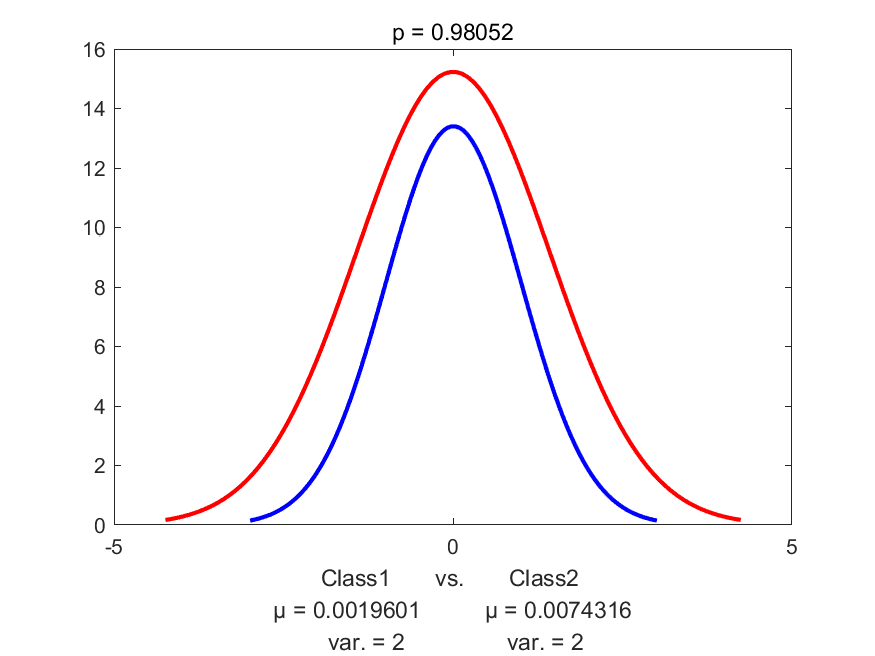 p = 0.98052
16
14
12
10
8
6
4
2
0
-5 0 5
Class1 vs. Class2
μ = 0.0019601 μ = 0.0074316
var. = 2 var. = 2